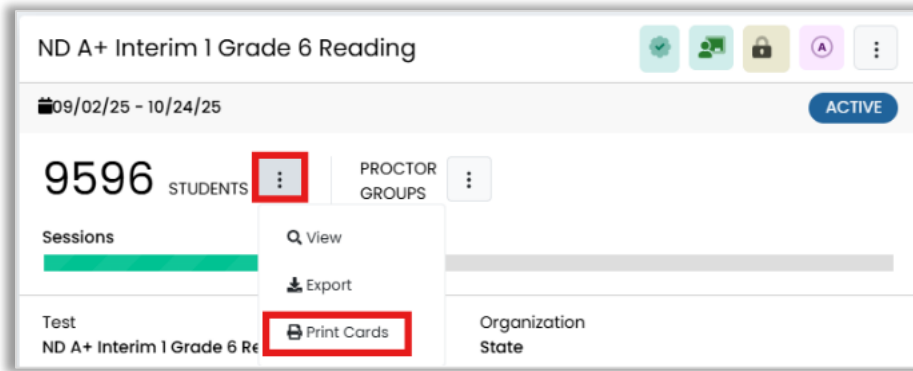 ND A+ Interim 1 Grade 6 Reading
A
09/02/25 - 10/24/25
ACTIVE
9596 STUDENTS
PROCTOR
GROUPS
Sessions
View
Export
Print Cards
Test
ND A+ Interim 1 Grade 6 Re
Organization
State